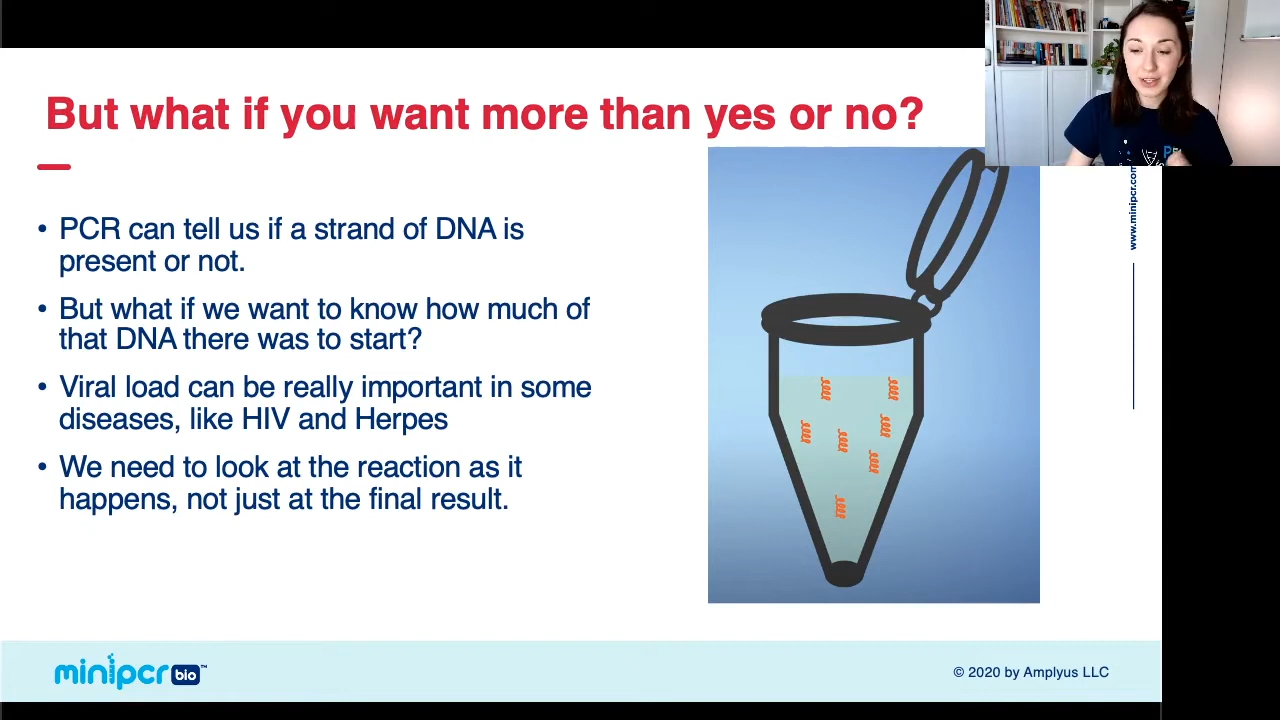 But what if you want more than yes or no?
• PCR can tell us if a strand of DNA is
present or not.
• But what if we want to know how much of
that DNA there was to start?
• Viral load can be really important in some
diseases, like HIV and Herpes
• We need to look at the reaction as it
happens, not just at the final result.
www.minipcr.com
minipcr bio™
© 2020 by Amplyus LLC